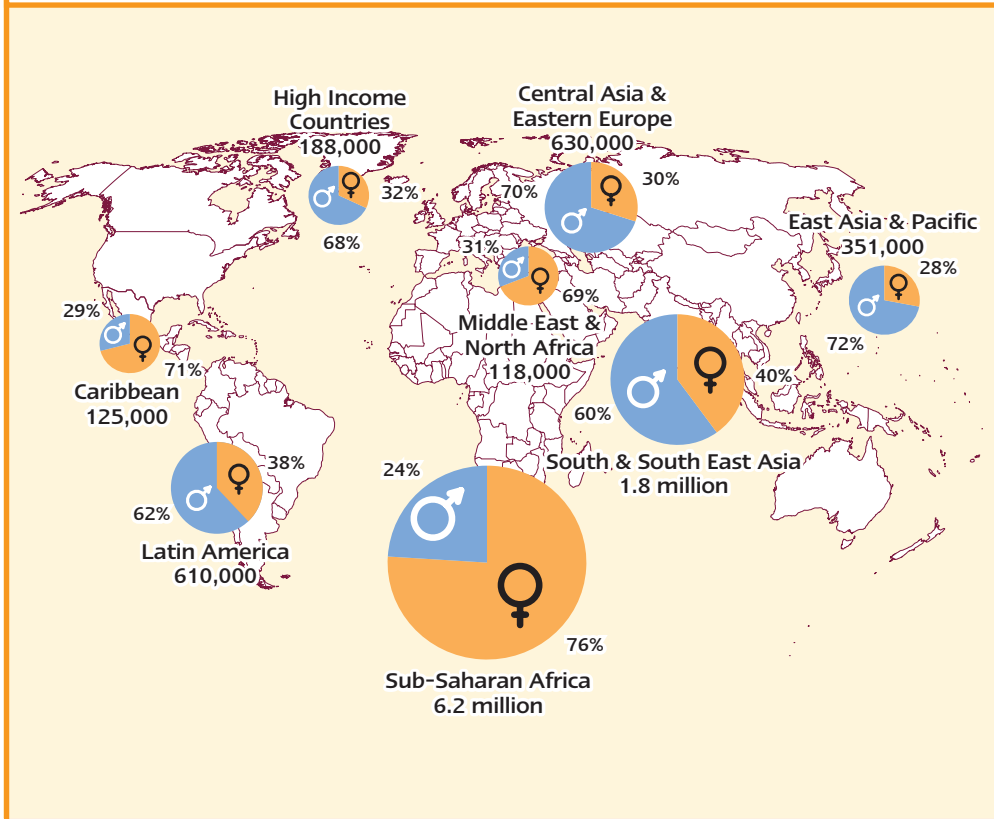 High Income
Countries
188,000
32%
68%
Central Asia &
Eastern Europe
630,000
70%
30%
East Asia & Pacific
351,000
28%
72%
31%
69%
Middle East &
North Africa
118,000
29%
71%
Caribbean
125,000
40%
60%
South & South East Asia
1.8 million
38%
62%
Latin America
610,000
24%
76%
Sub-Saharan Africa
6.2 million